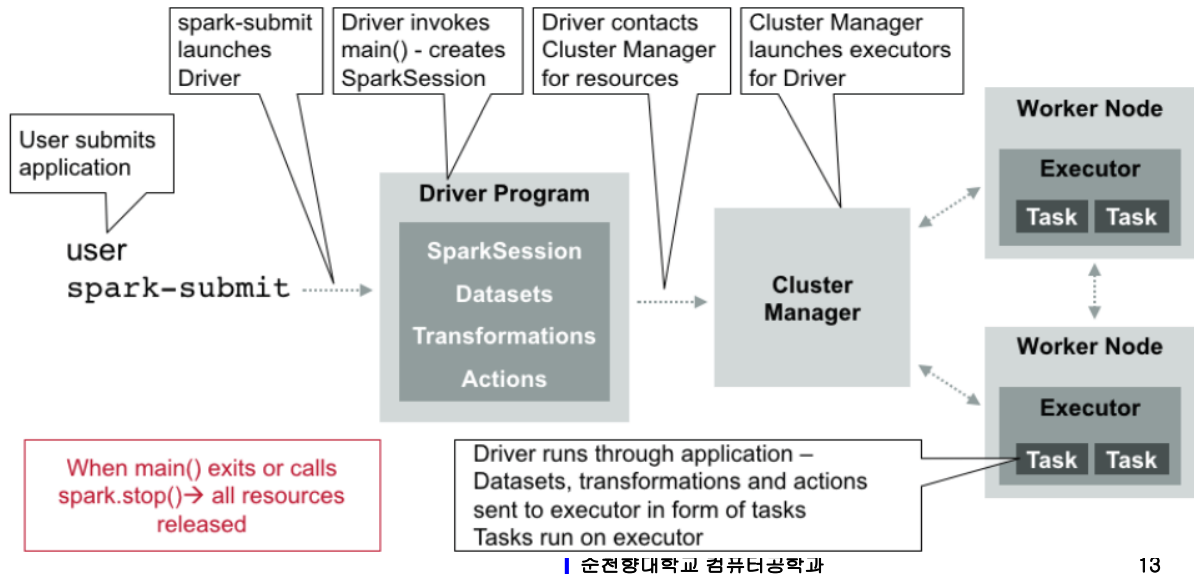 spark-submit
launches
Driver
Driver invokes
main() - creates
SparkSession
Driver contacts
Cluster Manager
for resources
Cluster Manager
launches executors
for Driver
User submits
application
user
spark-submit
Driver Program
SparkSession
Datasets
Transformations
Actions
Cluster
Manager
Worker Node
Executor
Task Task
Worker Node
Executor
Task Task
When main() exits or calls
spark.stop()→ all resources
released
Driver runs through application –
Datasets, transformations and actions
sent to executor in form of tasks
Tasks run on executor
순천향대학교 컴퓨터공학과
13